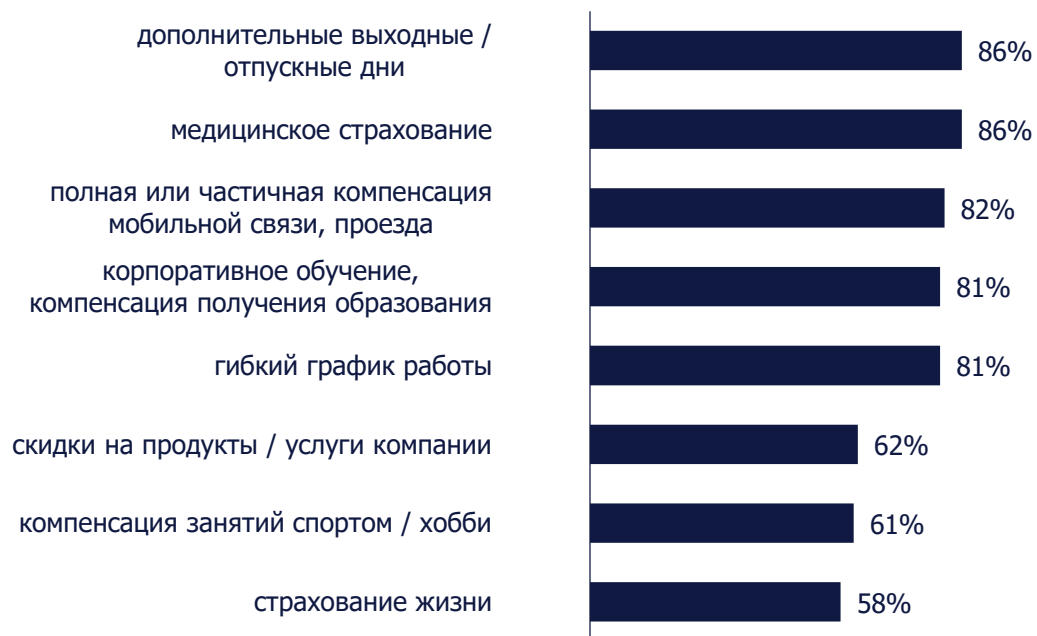 дополнительные выходные /
отпускные дни
86%
медицинское страхование
86%
полная или частичная компенсация
мобильной связи, проезда
82%
корпоративное обучение,
компенсация получения образования
81%
гибкий график работы
81%
скидки на продукты / услуги компании
62%
компенсация занятий спортом / хобби
61%
страхование жизни
58%